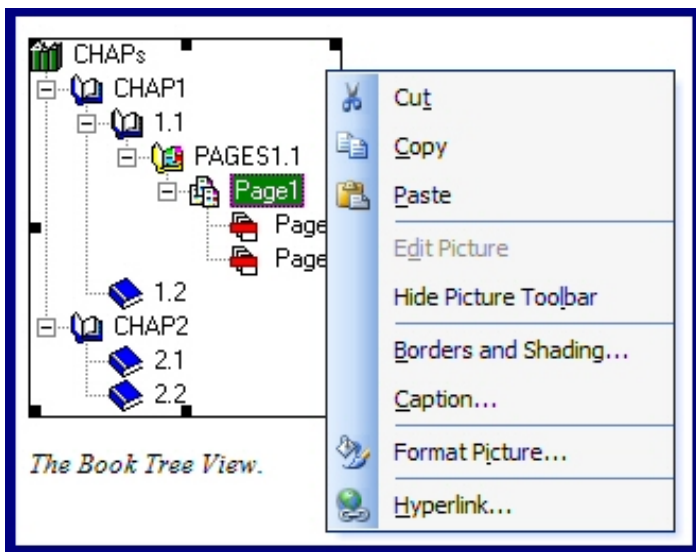 CHAPs
CHAP1
1.1
PAGES1.1
Page1
Page
Page
1.2
CHAP2
2.1
2.2
The Book Tree View.
Cut
Copy
Paste
Edit Picture
Hide Picture Toolbar
Borders and Shading...
Caption...
Format Picture...
Hyperlink...